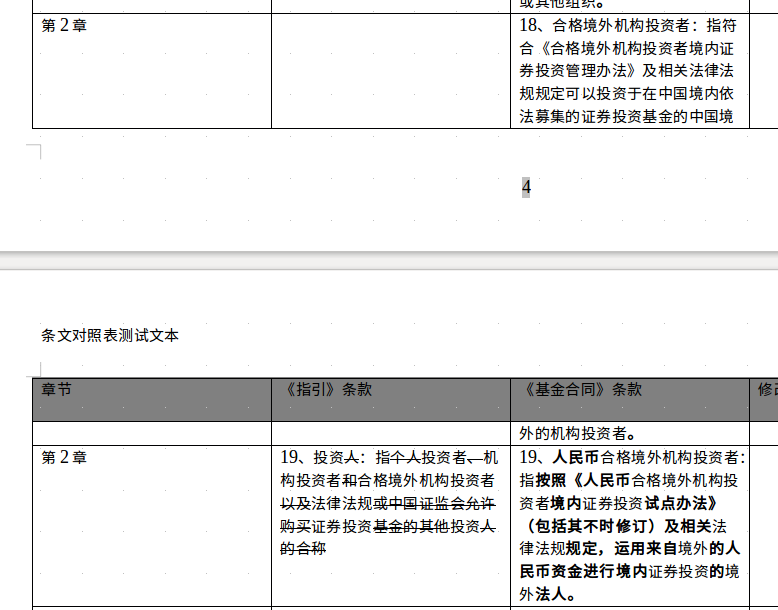 或其他组织。
第 2 章
18、合格境外机构投资者：指符
合《合格境外机构投资者境内证
券投资管理办法》及相关法律法
规规定可以投资于在中国境内依
法募集的证券投资基金的中国境
4
条文对照表测试文本
章节
《指引》条款
《基金合同》条款
修改
外的机构投资者。
第 2 章
19、投资人：指个人投资者、机
构投资者和合格境外机构投资者
以及法律法规或中国证监会允许
购买证券投资基金的其他投资人
的合称
19、人民币合格境外机构投资者：
指按照《人民币合格境外机构投
资者境内证券投资试点办法》
（包括其不时修订）及相关法
律法规规定，运用来自境外的人
民币资金进行境内证券投资的境
外法人。